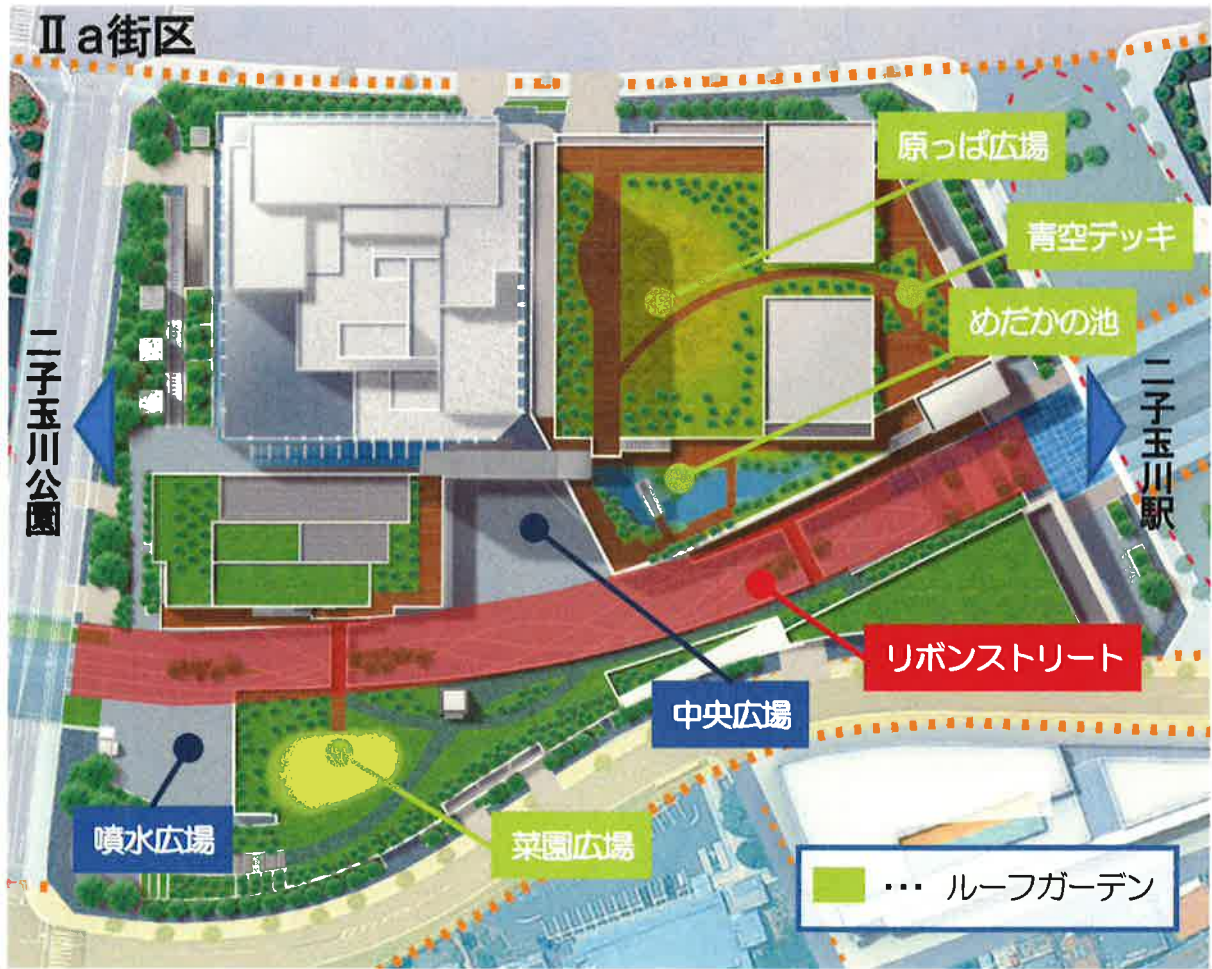 Ⅱa街区
原っぱ広場
青空デッキ
めだかの池
二子玉川公園
二子玉川駅
リボンストリート
中央広場
噴水広場
菜園広場
… ルーフガーデン